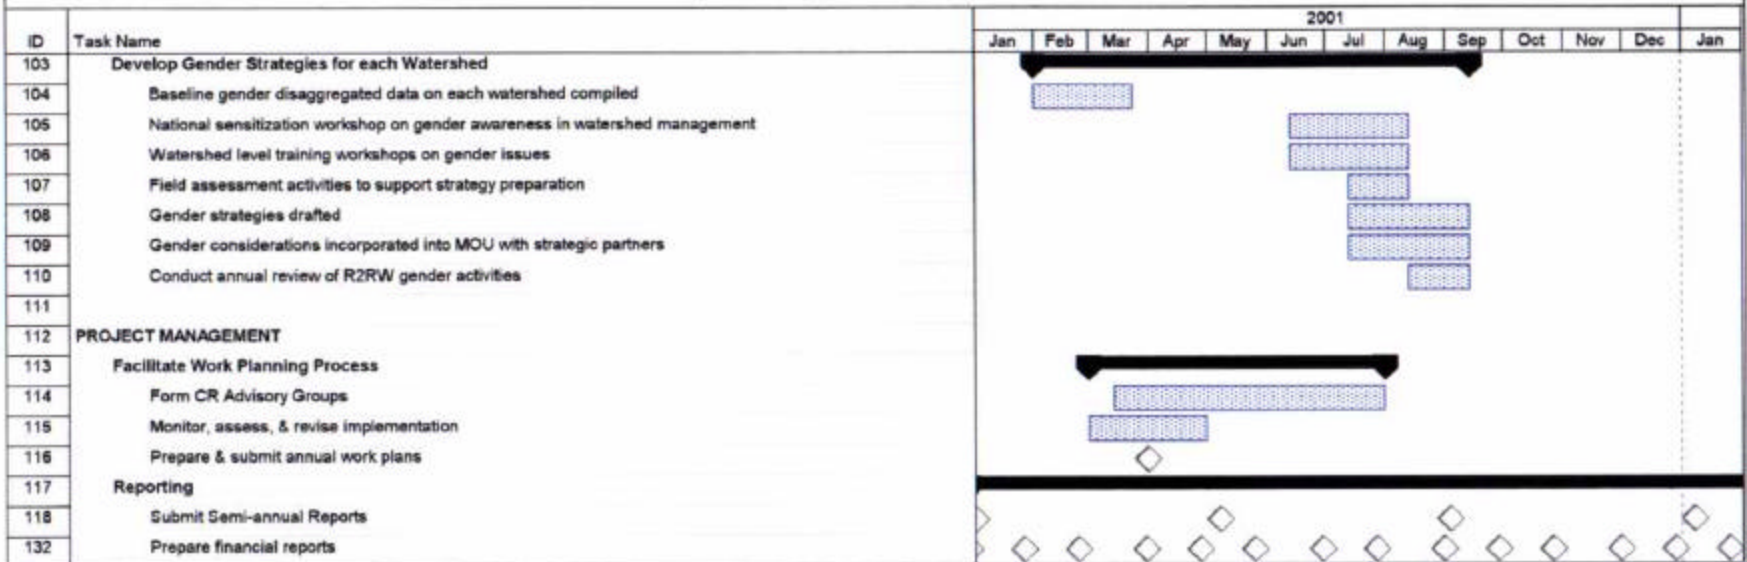 2001
ID Task Name Jan Feb Mar Apr May Jun Jul Aug Sep Oct Nov Dec Jan
103 Develop Gender Strategies for each Watershed
104 Baseline gender disaggregated data on each watershed compiled
105 National sensitization workshop on gender awareness in watershed management
106 Watershed level training workshops on gender issues
107 Field assessment activities to support strategy preparation
108 Gender strategies drafted
109 Gender considerations incorporated into MOU with strategic partners
110 Conduct annual review of R2RW gender activities
111
112 PROJECT MANAGEMENT
113 Facilitate Work Planning Process
114 Form CR Advisory Groups
115 Monitor, assess, & revise implementation
116 Prepare & submit annual work plans
117 Reporting
118 Submit Semi-annual Reports
132 Prepare financial reports